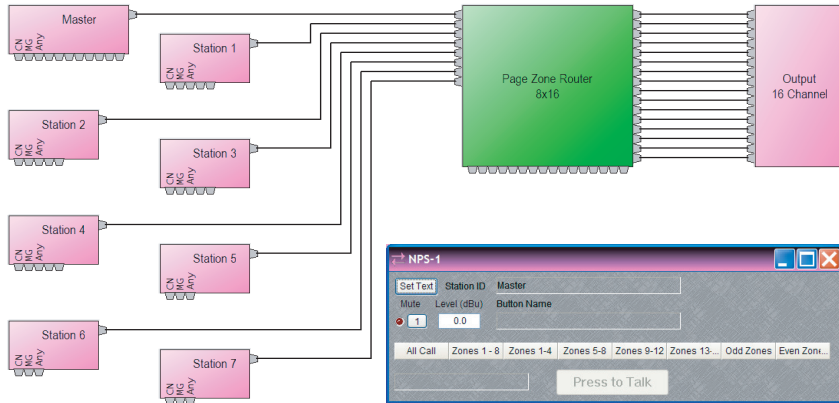 Master
CN MG Any
Station 1
CN MG Any
Station 2
CN MG Any
Station 3
CN MG Any
Station 4
CN MG Any
Station 5
CN MG Any
Station 6
CN MG Any
Station 7
CN MG Any
Page Zone Router
8x16
Output
16 Channel
NPS-1
Set Text Station ID Master
Mute Level (dBu) Button Name
1 0.0
All Call Zones 1 - 8 Zones 1-4 Zones 5-8 Zones 9-12 Zones 13-... Odd Zones Even Zone...
Press to Talk